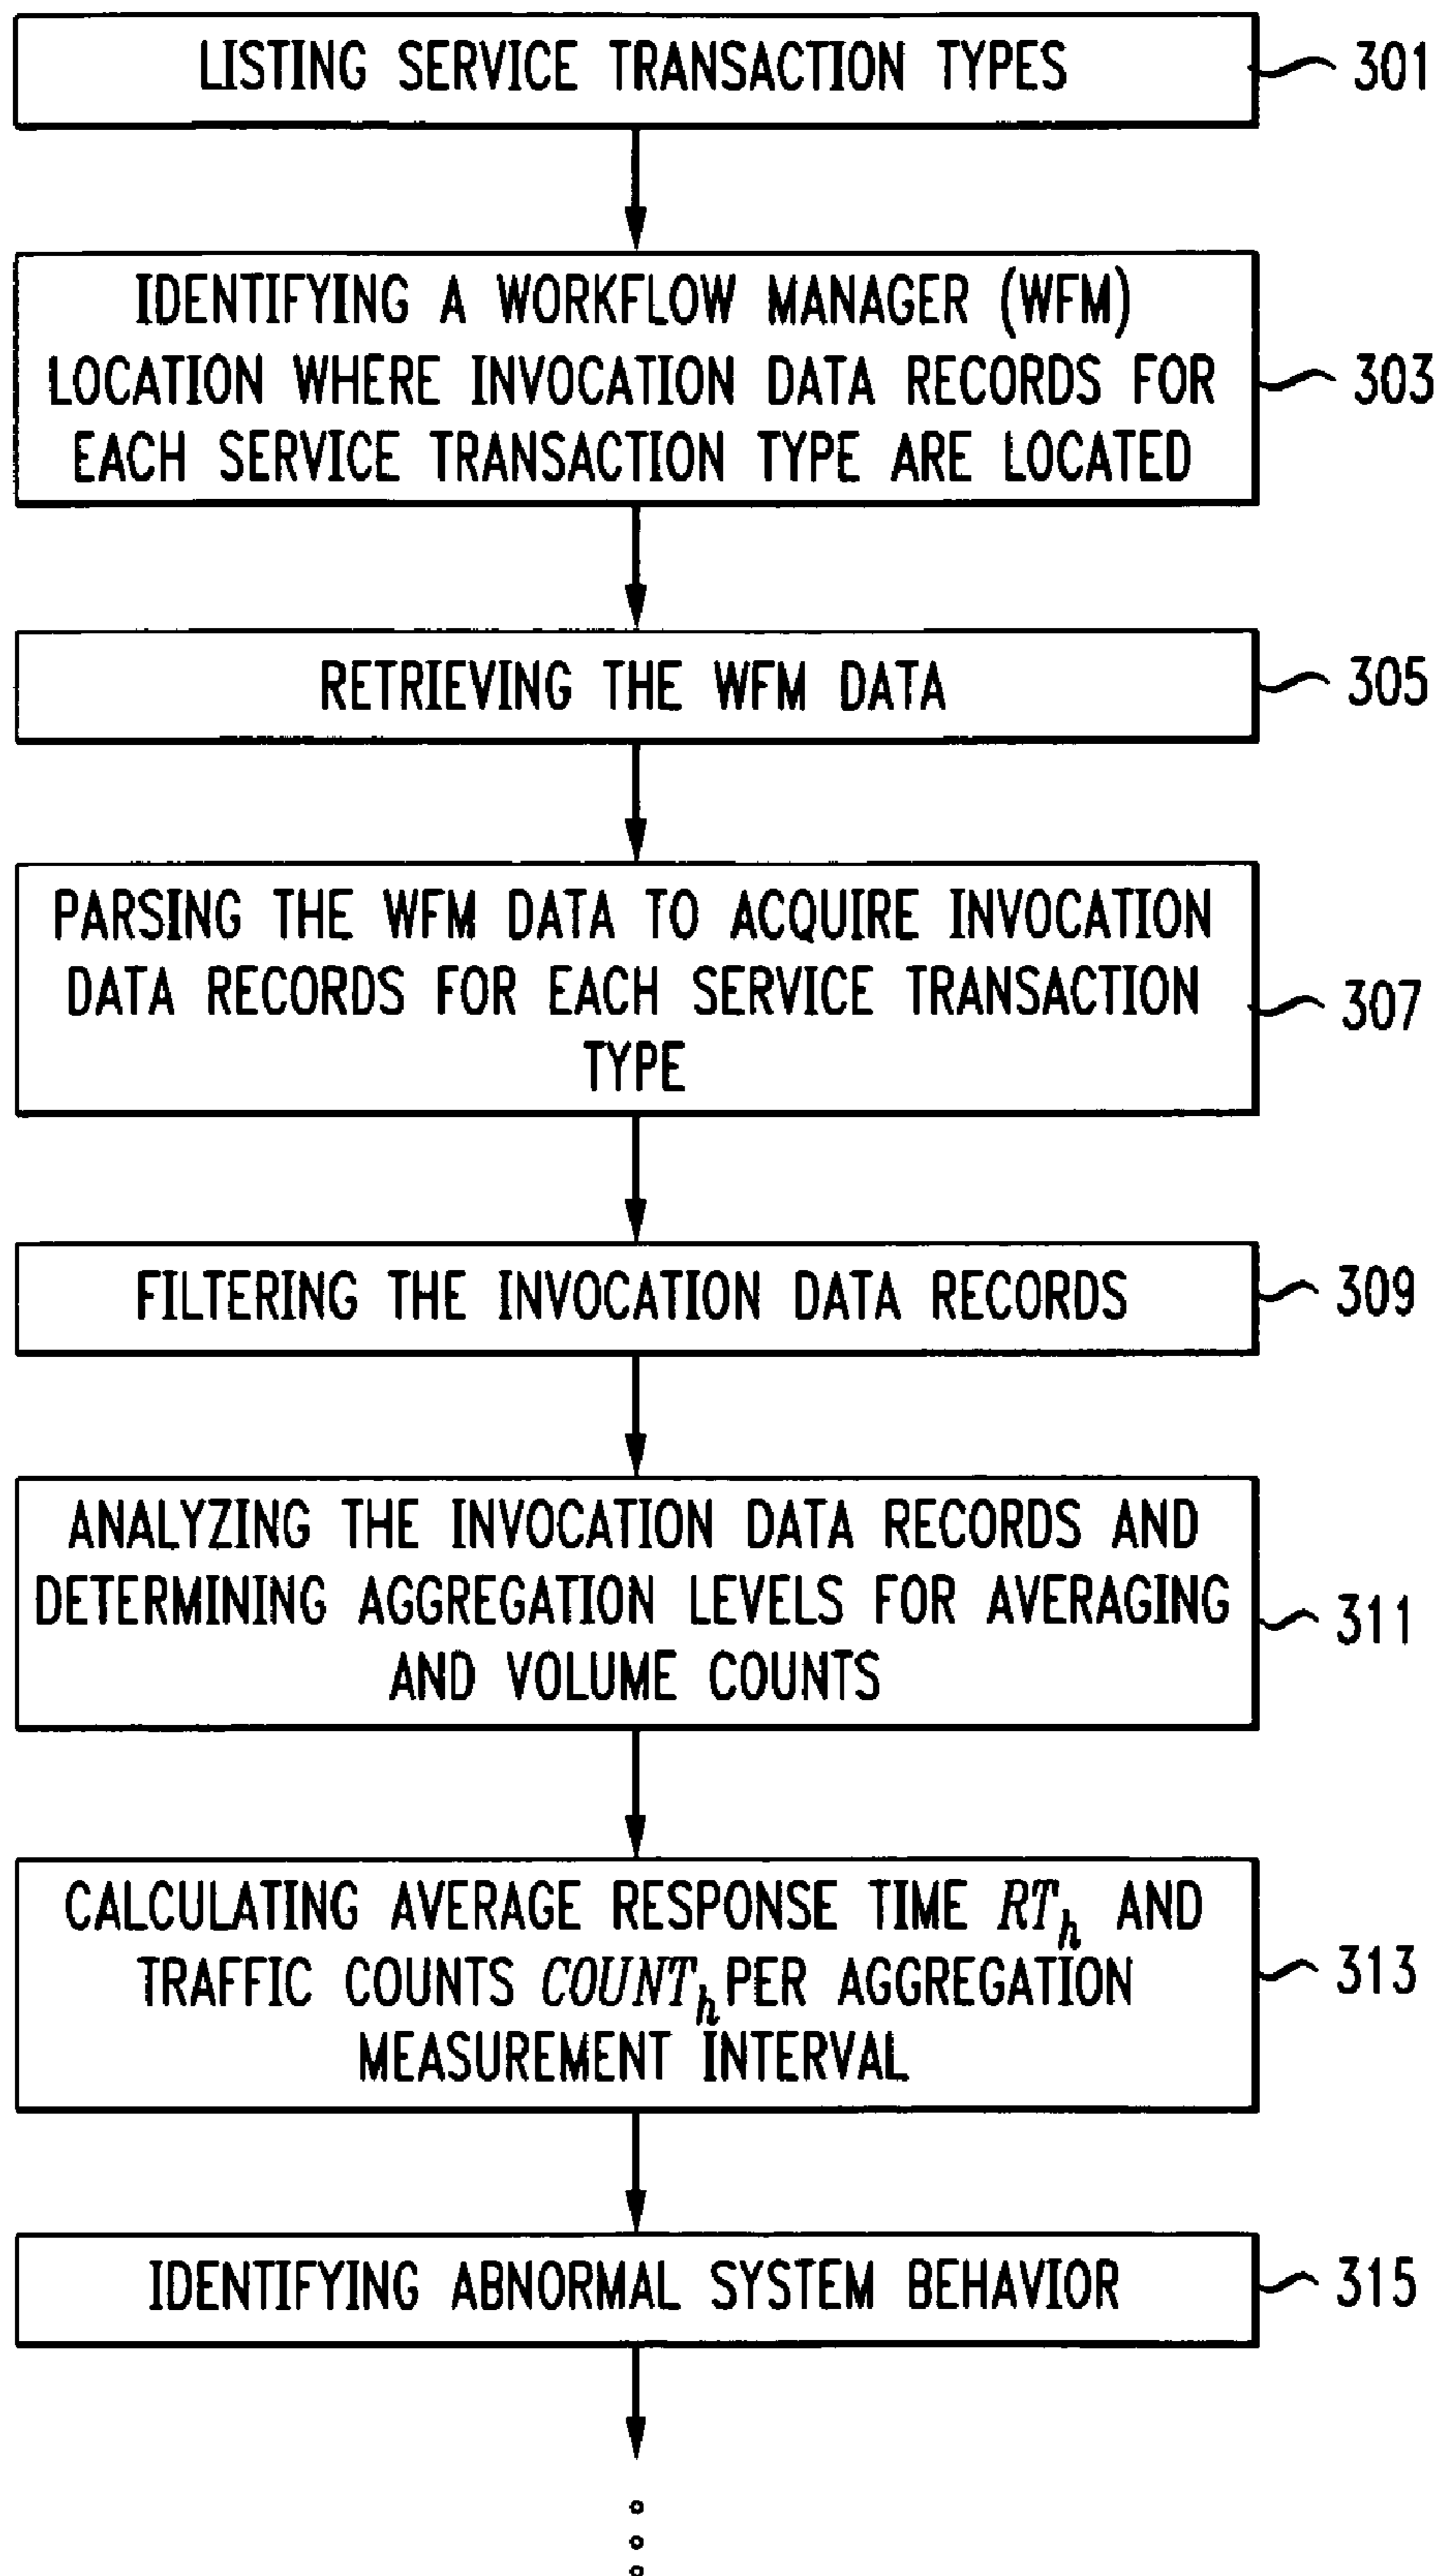 LISTING SERVICE TRANSACTION TYPES
301
IDENTIFYING A WORKFLOW MANAGER (WFM)
LOCATION WHERE INVOCATION DATA RECORDS FOR
EACH SERVICE TRANSACTION TYPE ARE LOCATED
303
RETRIEVING THE WFM DATA
305
PARSING THE WFM DATA TO ACQUIRE INVOCATION
DATA RECORDS FOR EACH SERVICE TRANSACTION
TYPE
307
FILTERING THE INVOCATION DATA RECORDS
309
ANALYZING THE INVOCATION DATA RECORDS AND
DETERMINING AGGREGATION LEVELS FOR AVERAGING
AND VOLUME COUNTS
311
CALCULATING AVERAGE RESPONSE TIME RT_h AND
TRAFFIC COUNTS COUNT_h PER AGGREGATION
MEASUREMENT INTERVAL
313
IDENTIFYING ABNORMAL SYSTEM BEHAVIOR
315